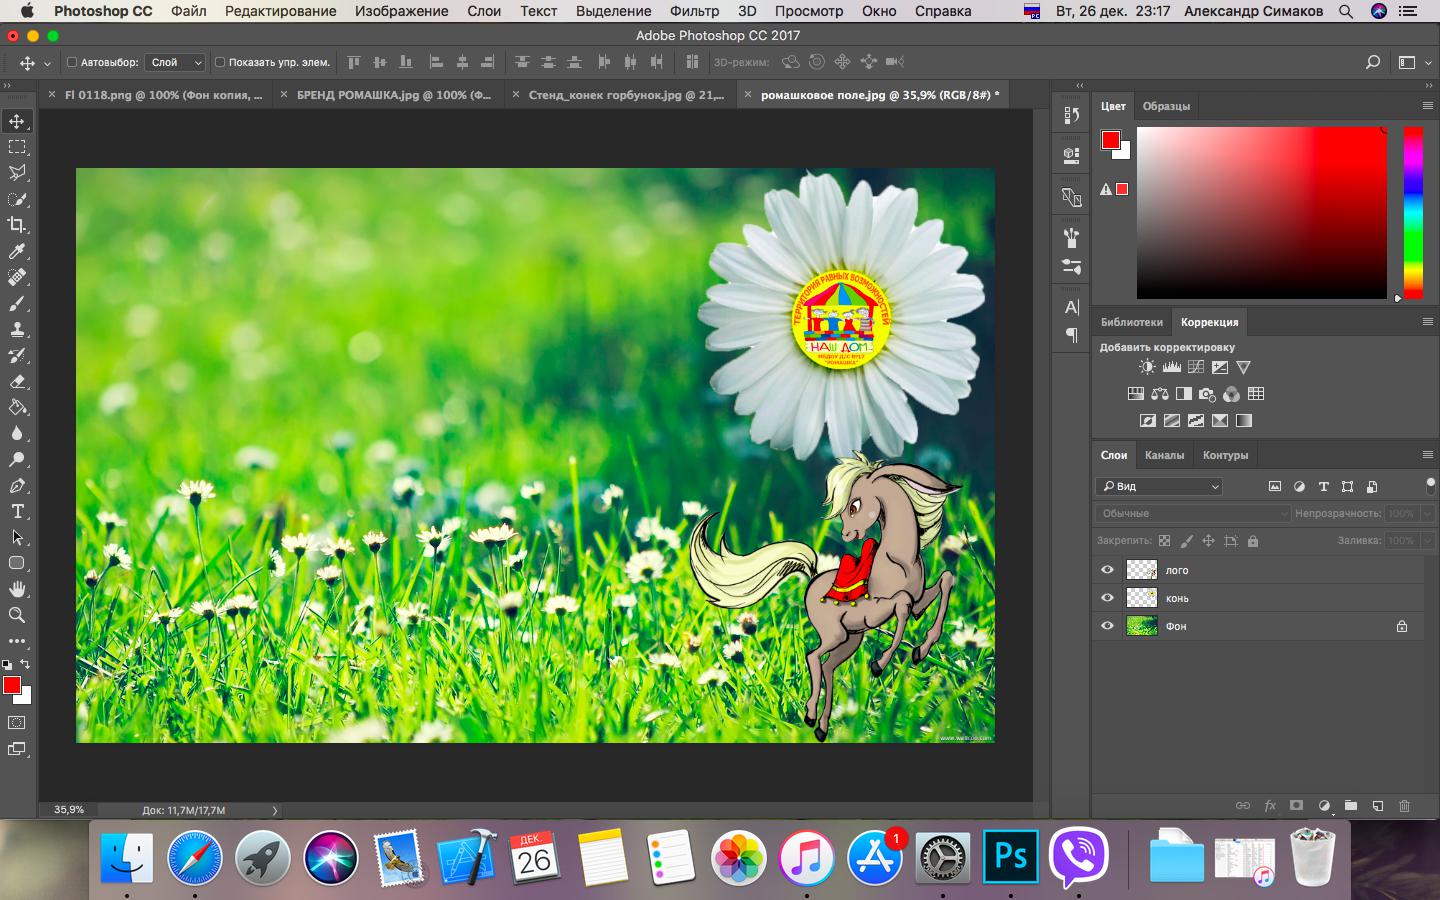 Photoshop CC Файл Редактирование Изображение Слои Текст Выделение Фильтр 3D Просмотр Окно Справка
Вт, 26 дек. 23:17 Александр Симаков
Adobe Photoshop CC 2017
Автовыбор: Слой Показать упр. элем. 3D-режим:
Fl 0118.png @ 100% (Фон копия, ...
БРЕНД РОМАШКА.jpg @ 100% (Ф...
Стенд_конек горбунок.jpg @ 21,...
ромашковое поле.jpg @ 35,9% (RGB/8#) *
Цвет Образцы
ТЕРРИТОРИЯ РАВНЫХ ВОЗМОЖНОСТЕЙ
НАШ ДОМ
МБДОУ Д/С №17
"РОМАШКА"
Библиотеки Коррекция
Добавить корректировку
Слои Каналы Контуры
Вид
Обычные Непрозрачность: 100%
Закрепить: Заливка: 100%
лого
конь
Фон
35,9% Док: 11,7M/17,7M
ДЕК.
26
1
Ps